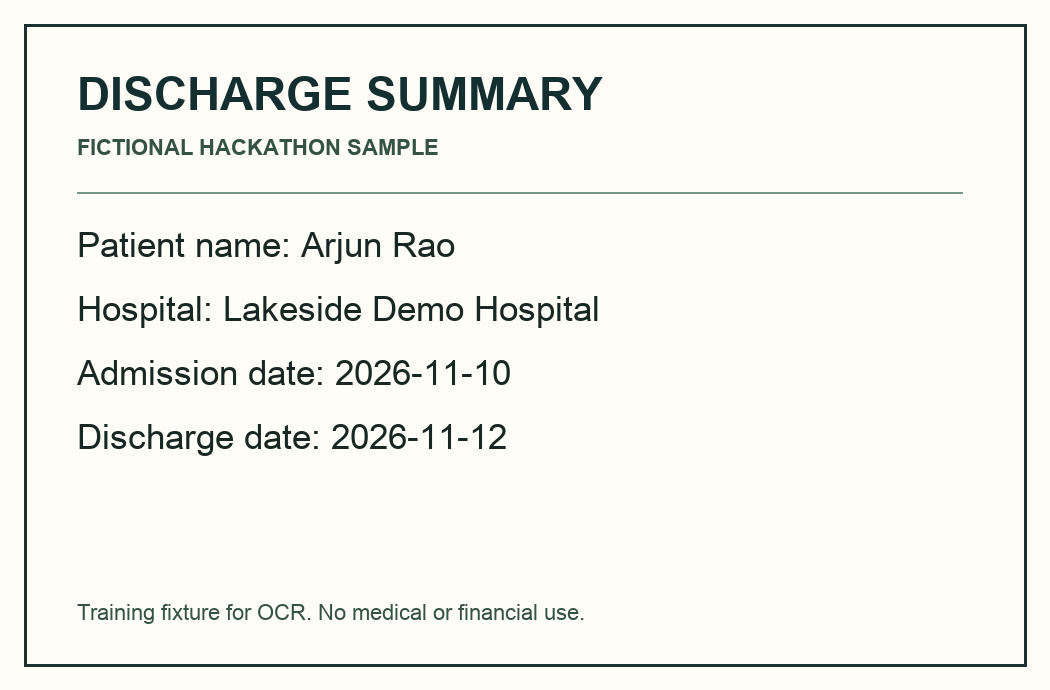 DISCHARGE SUMMARY
FICTIONAL HACKATHON SAMPLE
Patient name: Arjun Rao
Hospital: Lakeside Demo Hospital
Admission date: 2026-11-10
Discharge date: 2026-11-12
Training fixture for OCR. No medical or financial use.